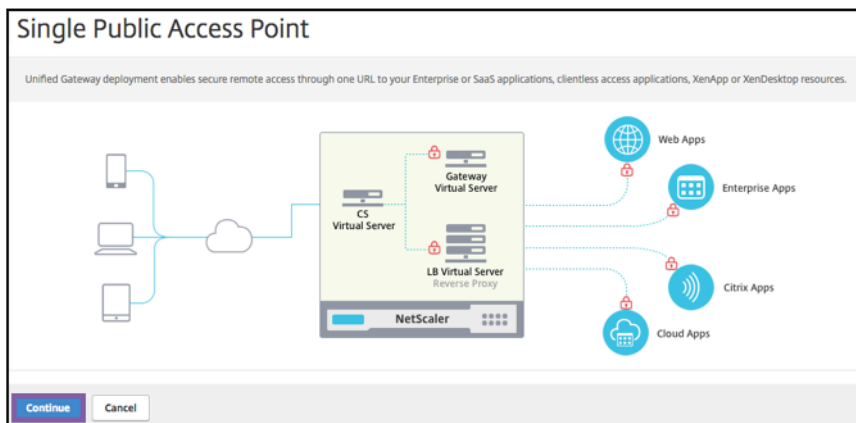 Single Public Access Point
Unified Gateway deployment enables secure remote access through one URL to your Enterprise or SaaS applications, clientless access applications, XenApp or XenDesktop resources.
Web Apps
Gateway
Virtual Server
Enterprise Apps
CS
Virtual Server
LB Virtual Server
Reverse Proxy
Citrix Apps
NetScaler
Cloud Apps
Continue
Cancel